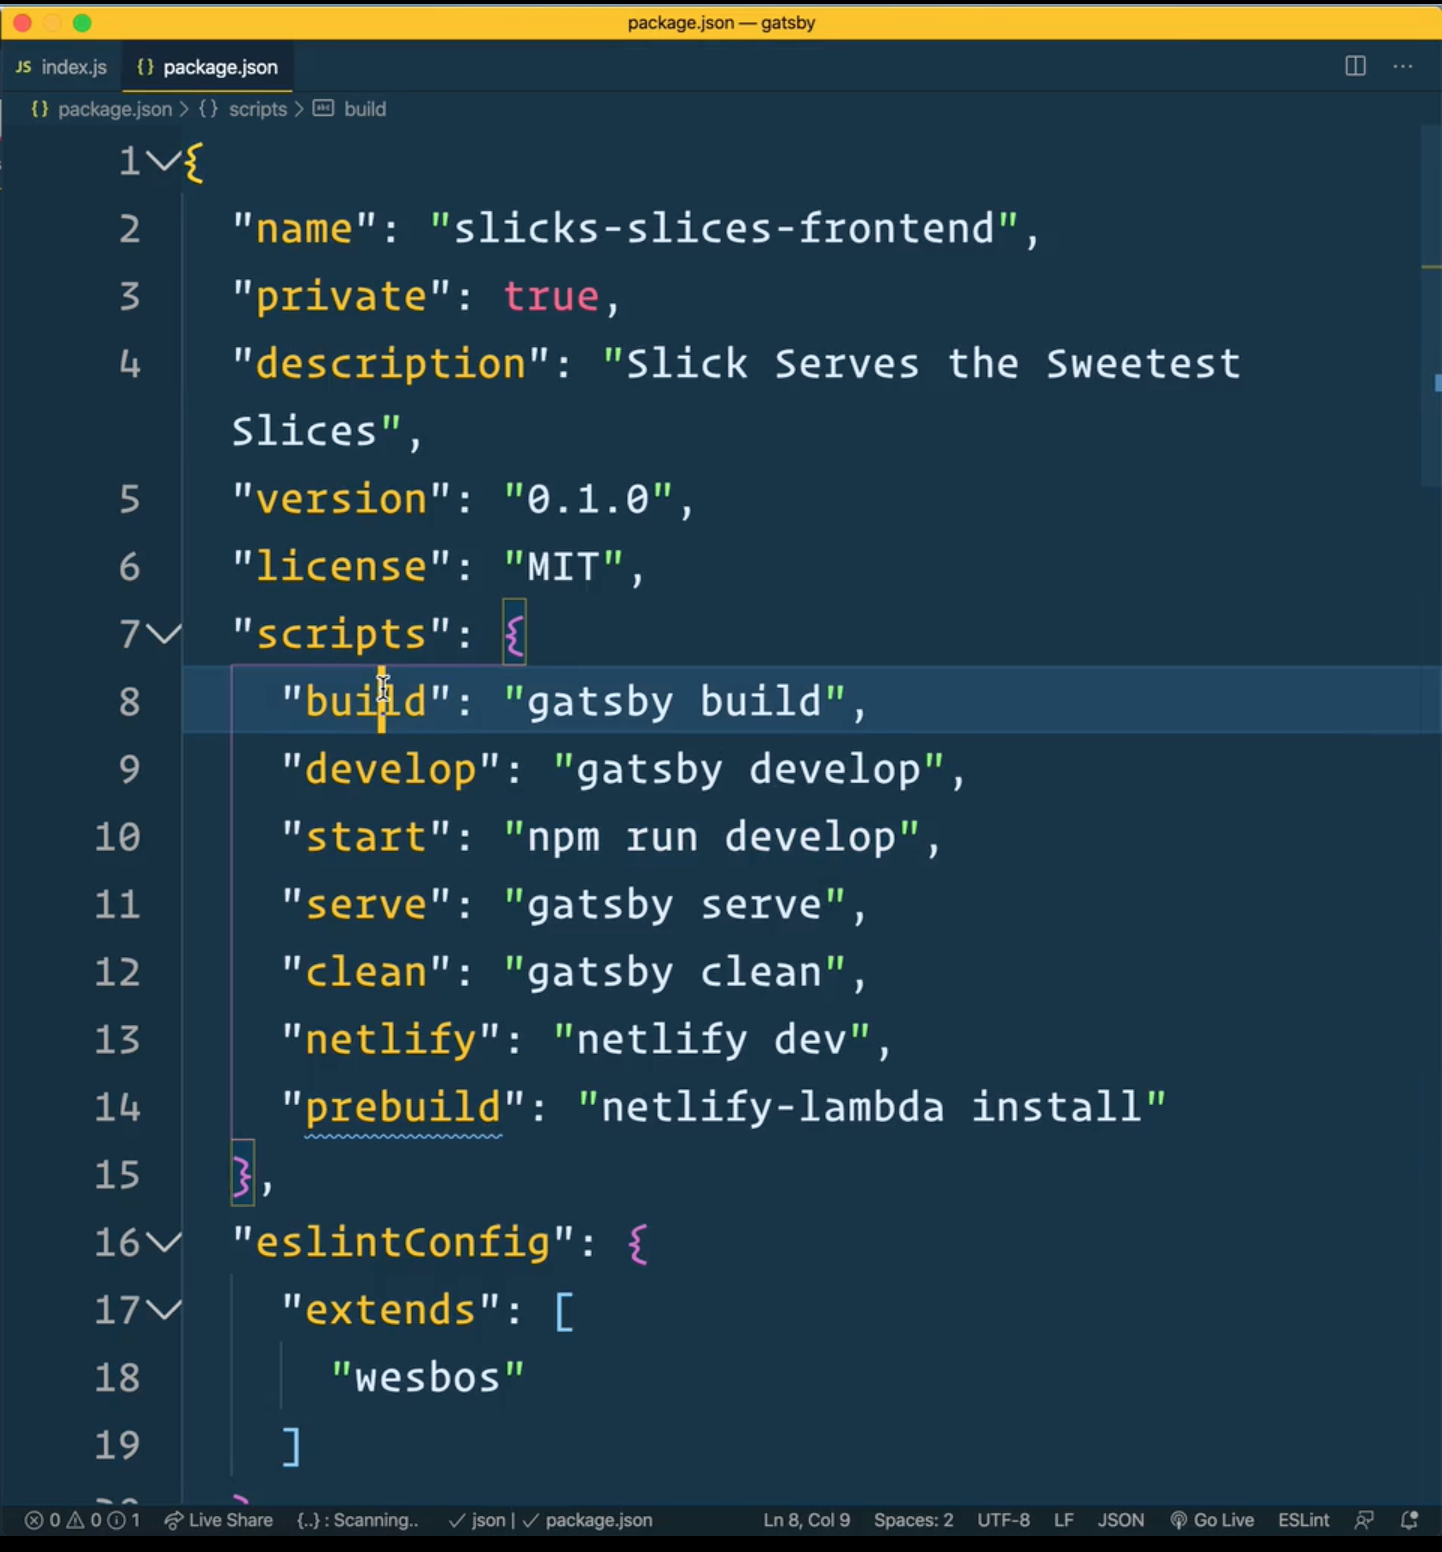 package.json — gatsby
JS index.js {} package.json ···
{} package.json > {} scripts > abc build
1 {
2 "name": "slicks-slices-frontend",
3 "private": true,
4 "description": "Slick Serves the Sweetest
Slices",
5 "version": "0.1.0",
6 "license": "MIT",
7 "scripts": {
8 "build": "gatsby build",
9 "develop": "gatsby develop",
10 "start": "npm run develop",
11 "serve": "gatsby serve",
12 "clean": "gatsby clean",
13 "netlify": "netlify dev",
14 "prebuild": "netlify-lambda install"
15 },
16 "eslintConfig": {
17 "extends": [
18 "wesbos"
19 ]
0 0 1 Live Share {..} : Scanning.. ✓ json | ✓ package.json Ln 8, Col 9 Spaces: 2 UTF-8 LF JSON Go Live ESLint